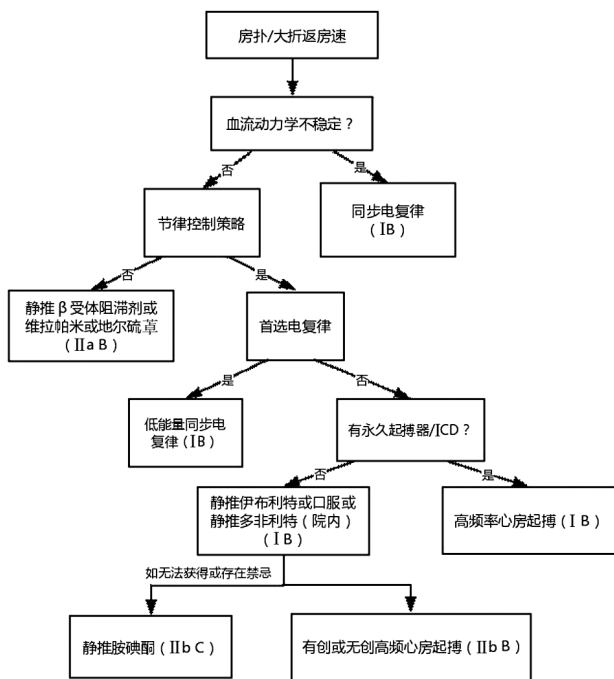 房扑/大折返房速
血流动力学不稳定？
否
是
节律控制策略
同步电复律
（ⅠB）
否
是
静推β受体阻滞剂或
维拉帕米或地尔硫䓬
（ⅡaB）
首选电复律
是
否
低能量同步电
复律（ⅠB）
有永久起搏器/ICD？
否
是
静推伊布利特或口服或
静推多非利特（院内）
（ⅠB）
高频率心房起搏（ⅠB）
如无法获得或存在禁忌
静推胺碘酮（ⅡbC）
有创或无创高频心房起搏（ⅡbB）